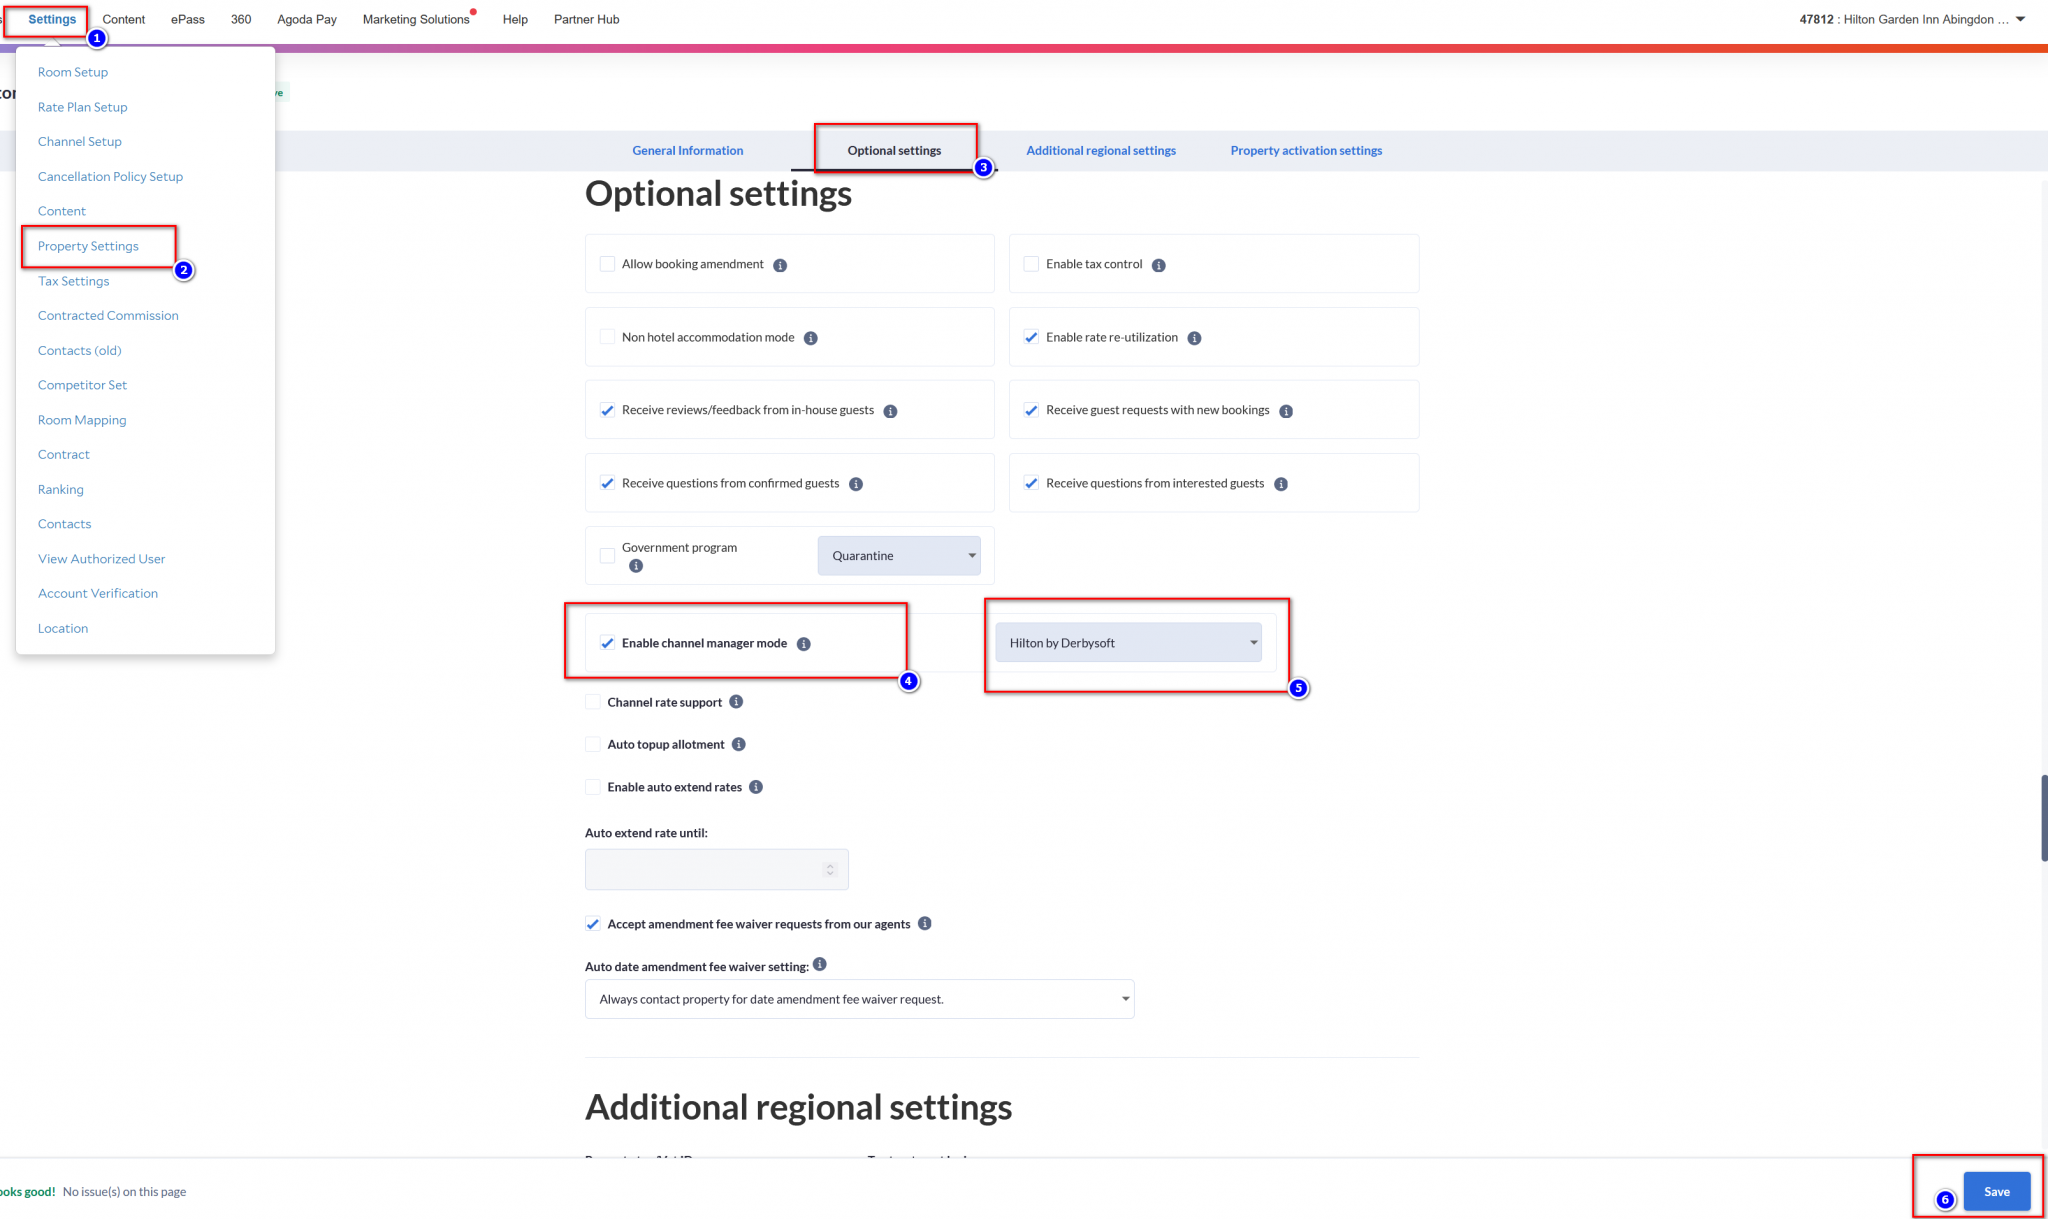 Settings Content ePass 360 Agoda Pay Marketing Solutions Help Partner Hub 47812 : Hilton Garden Inn Abingdon ...
1
Room Setup
Rate Plan Setup
Channel Setup
Cancellation Policy Setup
Content
Property Settings
2
Tax Settings
Contracted Commission
Contacts (old)
Competitor Set
Room Mapping
Contract
Ranking
Contacts
View Authorized User
Account Verification
Location
General Information Optional settings Additional regional settings Property activation settings
3
Optional settings
Allow booking amendment Enable tax control
Non hotel accommodation mode Enable rate re-utilization
Receive reviews/feedback from in-house guests Receive guest requests with new bookings
Receive questions from confirmed guests Receive questions from interested guests
Government program Quarantine
Enable channel manager mode Hilton by Derbysoft
4 5
Channel rate support
Auto topup allotment
Enable auto extend rates
Auto extend rate until:
Accept amendment fee waiver requests from our agents
Auto date amendment fee waiver setting:
Always contact property for date amendment fee waiver request.
Additional regional settings
ooks good! No issue(s) on this page
6 Save